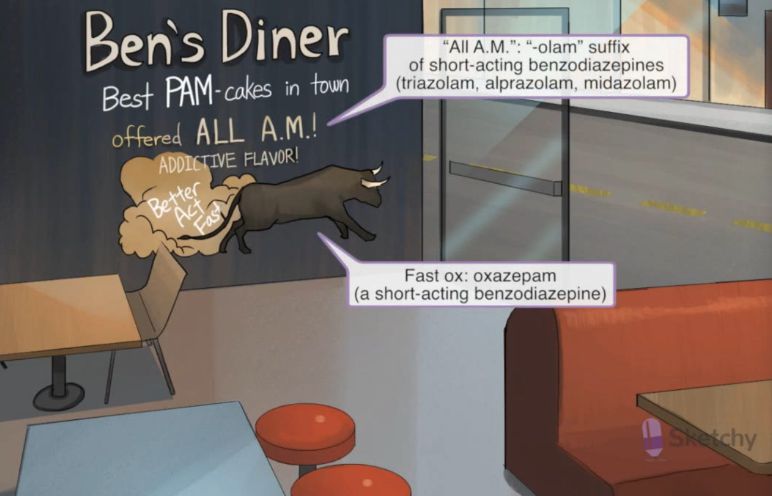 Ben's Diner
Best PAM-cakes in town
offered ALL A.M.!
ADDICTIVE FLAVOR!
Better
Act
Fast
"All A.M.": "-olam" suffix
of short-acting benzodiazepines
(triazolam, alprazolam, midazolam)
Fast ox: oxazepam
(a short-acting benzodiazepine)
Sketchy